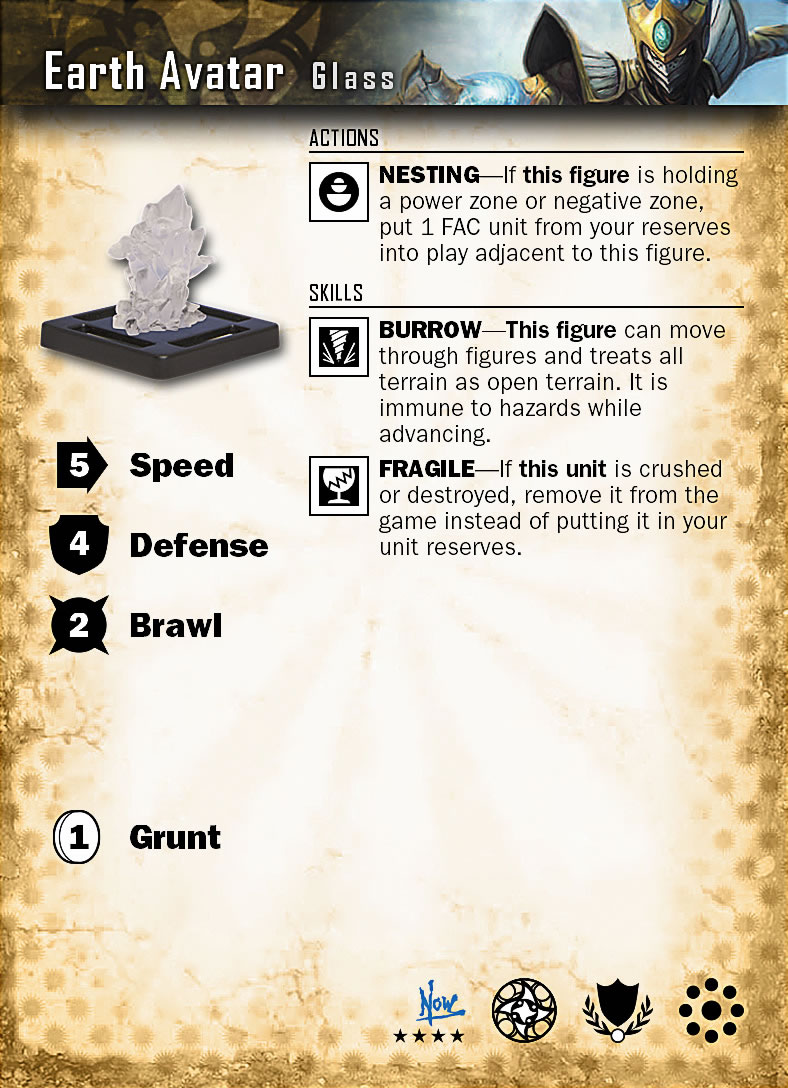 Earth Avatar Glass
ACTIONS
NESTING—If this figure is holding
a power zone or negative zone,
put 1 FAC unit from your reserves
into play adjacent to this figure.
SKILLS
BURROW—This figure can move
through figures and treats all
terrain as open terrain. It is
immune to hazards while
advancing.
FRAGILE—If this unit is crushed
or destroyed, remove it from the
game instead of putting it in your
unit reserves.
5 Speed
4 Defense
2 Brawl
1 Grunt
Now